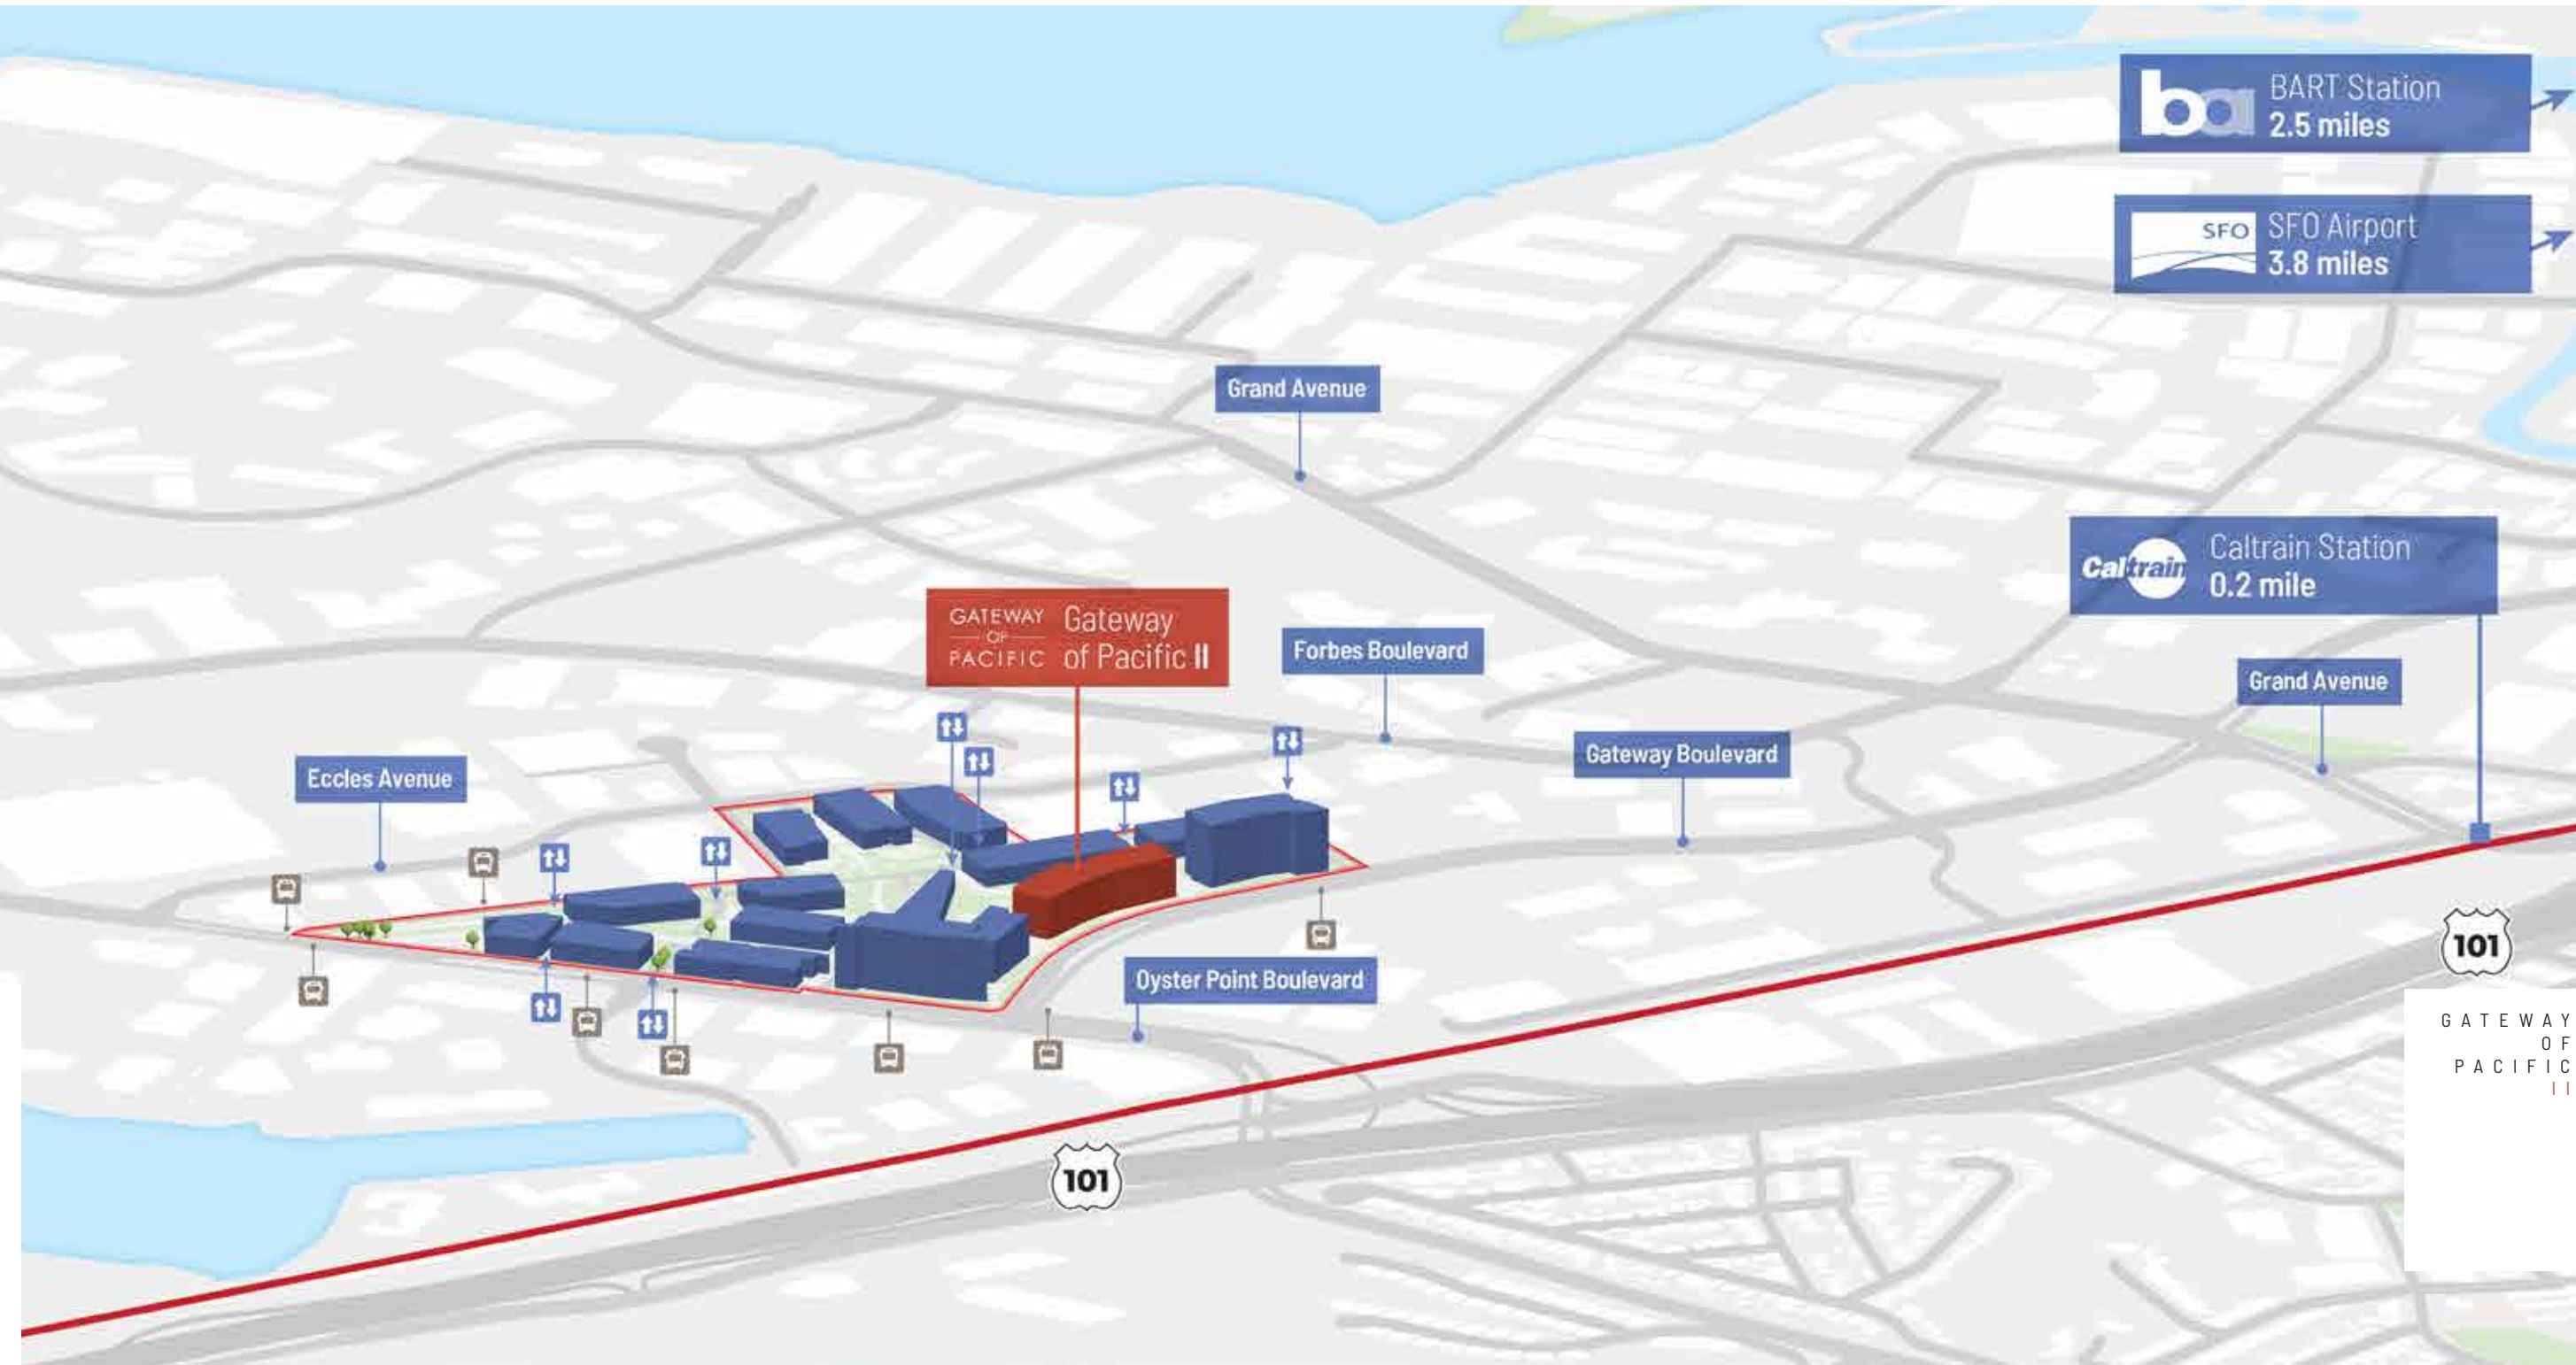 ba
BART Station
2.5 miles
SFO
SFO Airport
3.8 miles
Grand Avenue
Caltrain
Caltrain Station
0.2 mile
GATEWAY
OF
PACIFIC
Gateway
of Pacific II
Forbes Boulevard
Grand Avenue
Gateway Boulevard
Eccles Avenue
101
Oyster Point Boulevard
GATEWAY
OF
PACIFIC
II
101